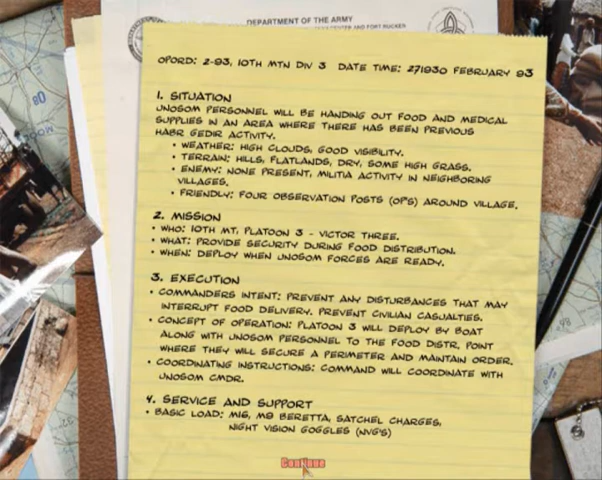 DEPARTMENT OF THE ARMY
CENTER AND FORT RUCKER
OPORD: 2-93, 10TH MTN DIV 3 DATE TIME: 271930 FEBRUARY 93
1. SITUATION
UNOSOM PERSONNEL WILL BE HANDING OUT FOOD AND MEDICAL
SUPPLIES IN AN AREA WHERE THERE HAS BEEN PREVIOUS
HABR GEDIR ACTIVITY.
• WEATHER: HIGH CLOUDS, GOOD VISIBILITY.
• TERRAIN: HILLS, FLATLANDS, DRY, SOME HIGH GRASS.
• ENEMY: NONE PRESENT, MILITIA ACTIVITY IN NEIGHBORING
VILLAGES.
• FRIENDLY: FOUR OBSERVATION POSTS (OP'S) AROUND VILLAGE.
2. MISSION
• WHO: 10TH MT, PLATOON 3 - VICTOR THREE.
• WHAT: PROVIDE SECURITY DURING FOOD DISTRIBUTION.
• WHEN: DEPLOY WHEN UNOSOM FORCES ARE READY.
3. EXECUTION
• COMMANDERS INTENT: PREVENT ANY DISTURBANCES THAT MAY
INTERRUPT FOOD DELIVERY. PREVENT CIVILIAN CASUALTIES.
• CONCEPT OF OPERATION: PLATOON 3 WILL DEPLOY BY BOAT
ALONG WITH UNOSOM PERSONNEL TO THE FOOD DISTR. POINT
WHERE THEY WILL SECURE A PERIMETER AND MAINTAIN ORDER.
• COORDINATING INSTRUCTIONS: COMMAND WILL COORDINATE WITH
UNOSOM CMDR.
4. SERVICE AND SUPPORT
• BASIC LOAD: M16, M9 BERETTA, SATCHEL CHARGES,
NIGHT VISION GOGGLES (NVG'S)
Continue